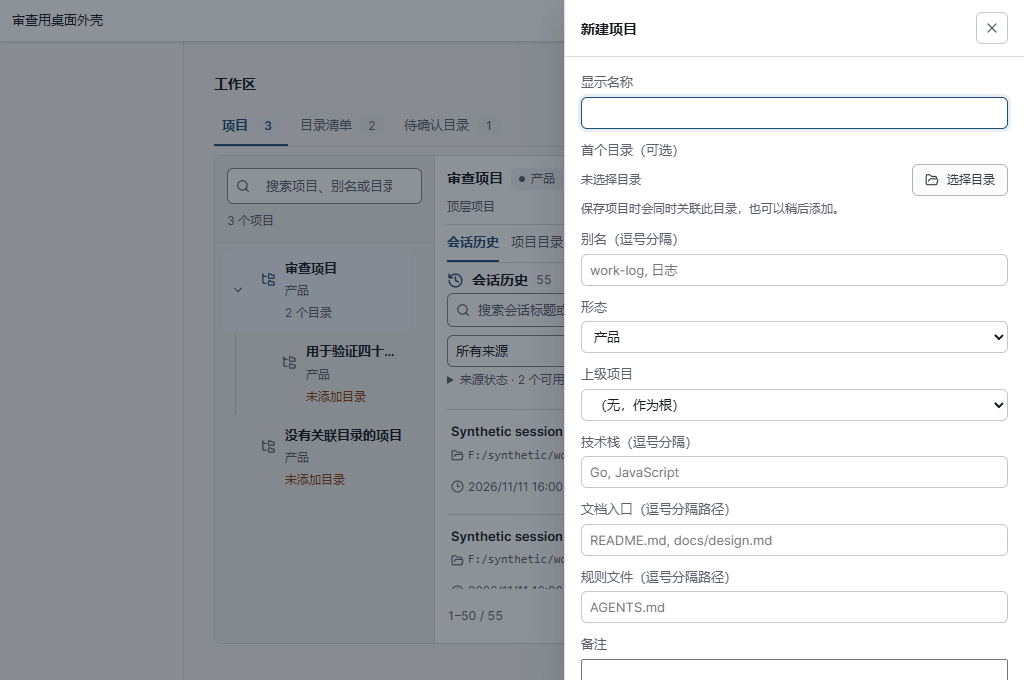 审查用桌面外壳
工作区
项目 3 目录清单 2 待确认目录 1
搜索项目、别名或目录
3 个项目
审查项目
产品
2 个目录
用于验证四十...
产品
未添加目录
没有关联目录的项目
产品
未添加目录
审查项目 产品
顶层项目
会话历史 项目目录
会话历史 55
搜索会话标题或
所有来源
来源状态 · 2 个可用
Synthetic session
F:/synthetic/wo
2026/11/11 16:00
Synthetic session
F:/synthetic/wo
1–50 / 55
新建项目
显示名称
首个目录（可选）
未选择目录
选择目录
保存项目时会同时关联此目录，也可以稍后添加。
别名（逗号分隔）
work-log, 日志
形态
产品
上级项目
（无，作为根）
技术栈（逗号分隔）
Go, JavaScript
文档入口（逗号分隔路径）
README.md, docs/design.md
规则文件（逗号分隔路径）
AGENTS.md
备注